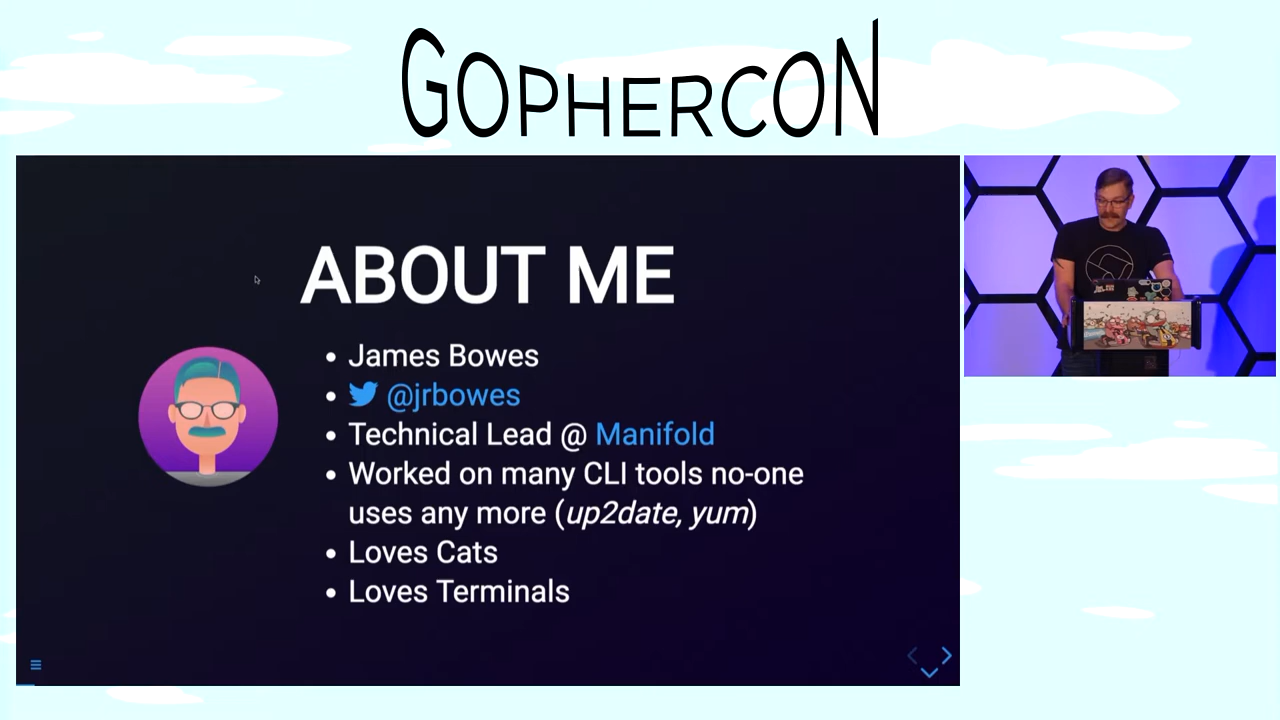 GOPHERCON
ABOUT ME
James Bowes
@jrbowes
Technical Lead @ Manifold
Worked on many CLI tools no-one
uses any more (up2date, yum)
Loves Cats
Loves Terminals